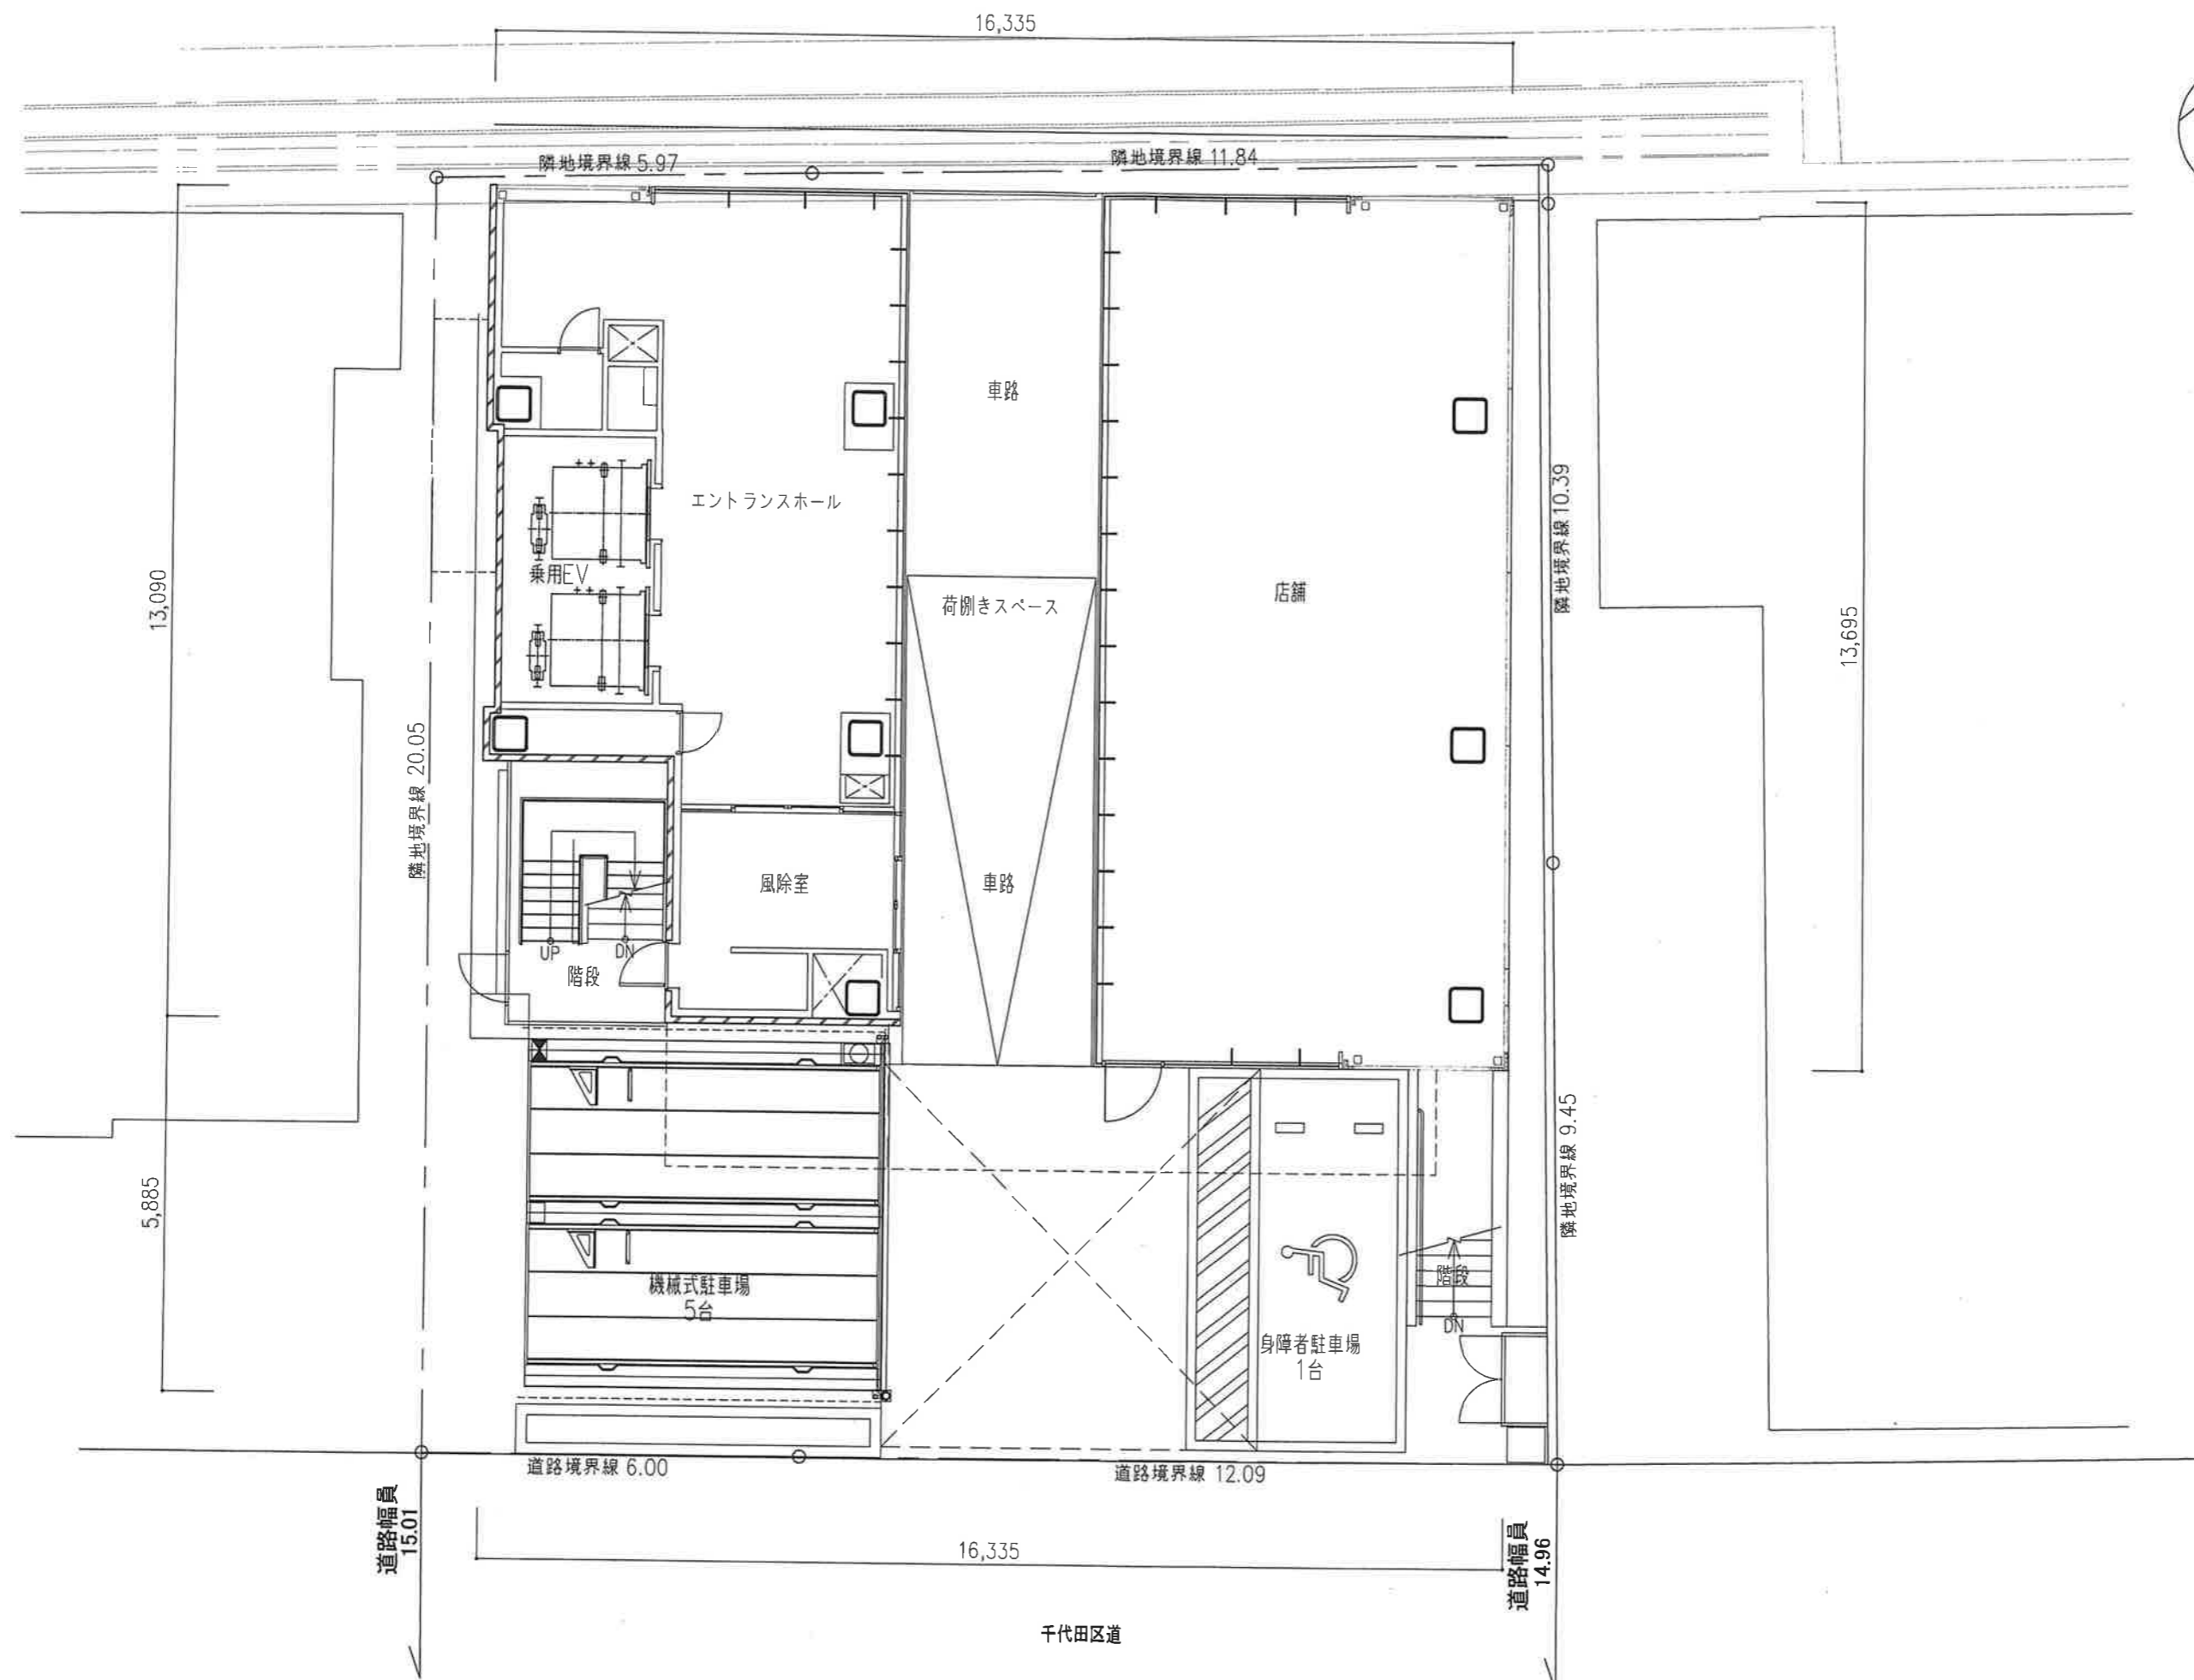 16,335
隣地境界線 5.97
隣地境界線 11.84
車路
エントランスホール
乗用EV
荷捌きスペース
店舗
隣地境界線 10.39
13,090
13,695
隣地境界線 20.05
風除室
車路
UP
DN
階段
隣地境界線 9.45
5,885
機械式駐車場
5台
階段
DN
身障者駐車場
1台
道路境界線 6.00
道路境界線 12.09
道路幅員
15.01
16,335
道路幅員
14.96
千代田区道